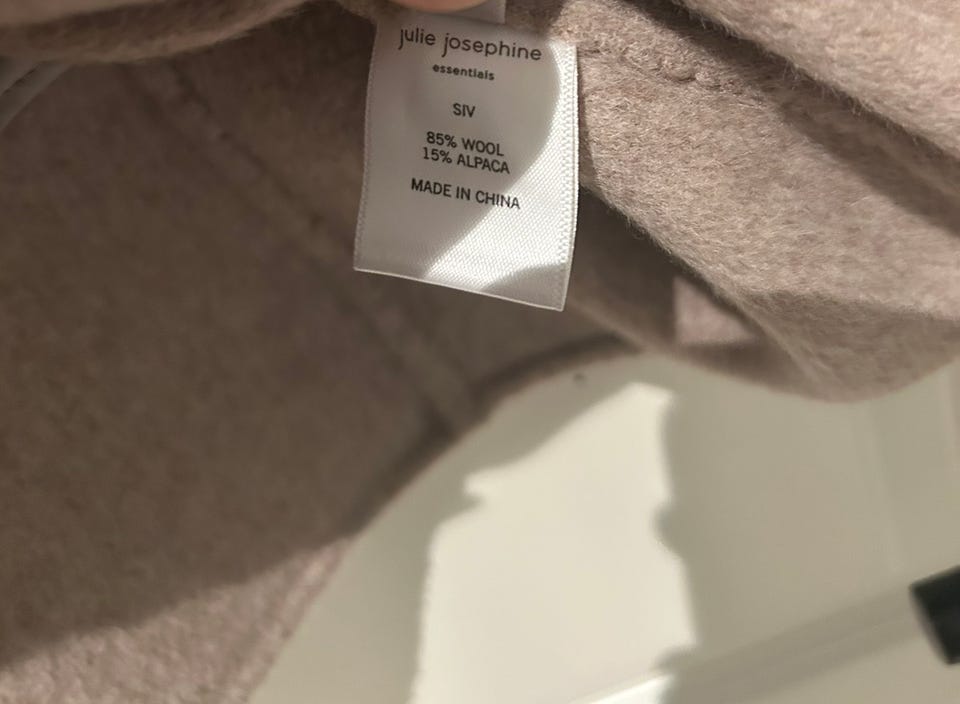 julie josephine
essentials
SIV
85% WOOL
15% ALPACA
MADE IN CHINA